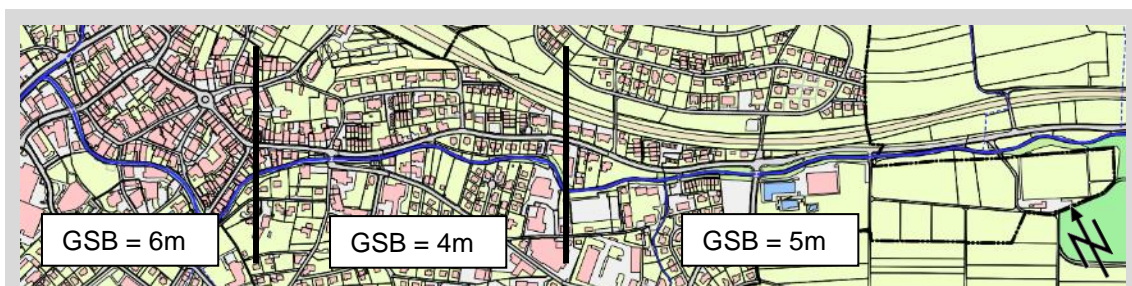 GSB = 6m
GSB = 4m
GSB = 5m